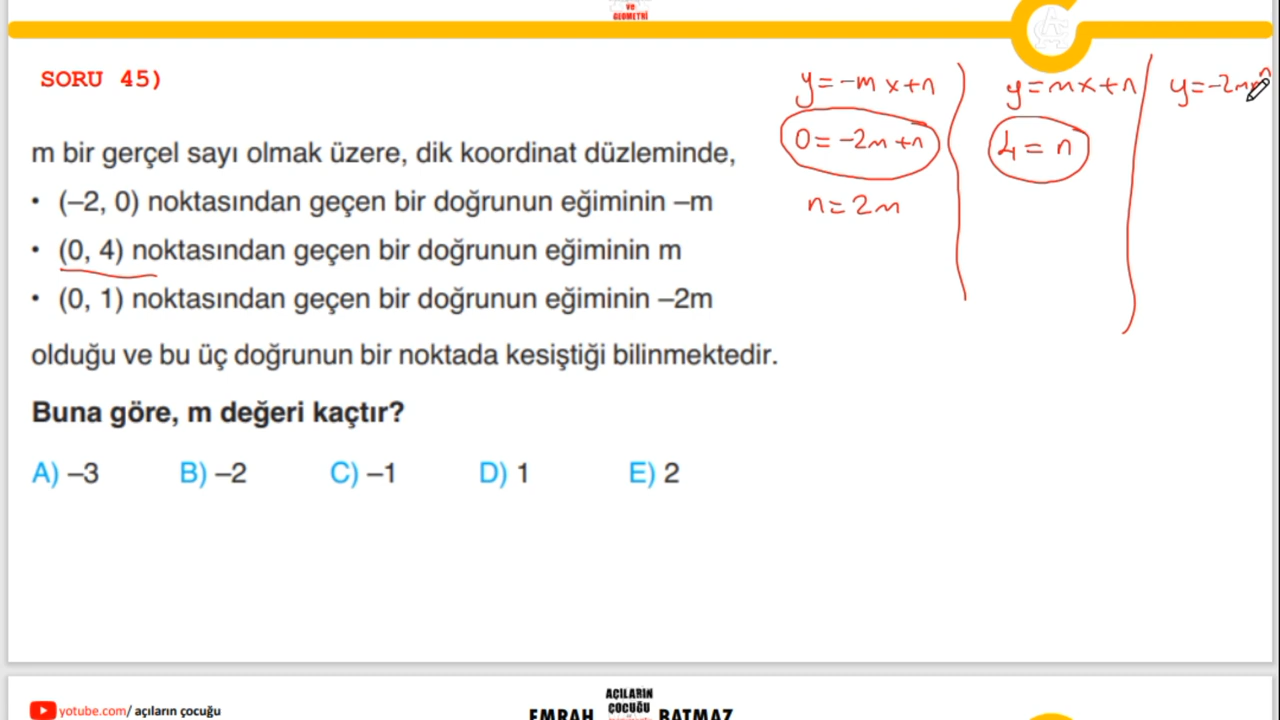 ve
GEOMETRİ
SORU 45)
y=-mx+n
y=mx+n
0=-2m+n
4=n
n=2m
m bir gerçel sayı olmak üzere, dik koordinat düzleminde,
• (–2, 0) noktasından geçen bir doğrunun eğiminin –m
• (0, 4) noktasından geçen bir doğrunun eğiminin m
• (0, 1) noktasından geçen bir doğrunun eğiminin –2m
olduğu ve bu üç doğrunun bir noktada kesiştiği bilinmektedir.
Buna göre, m değeri kaçtır?
A) –3 B) –2 C) –1 D) 1 E) 2
yotube.com/ açıların çocuğu
AÇILARIN
ÇOCUĞU
EMRAH BATMAZ